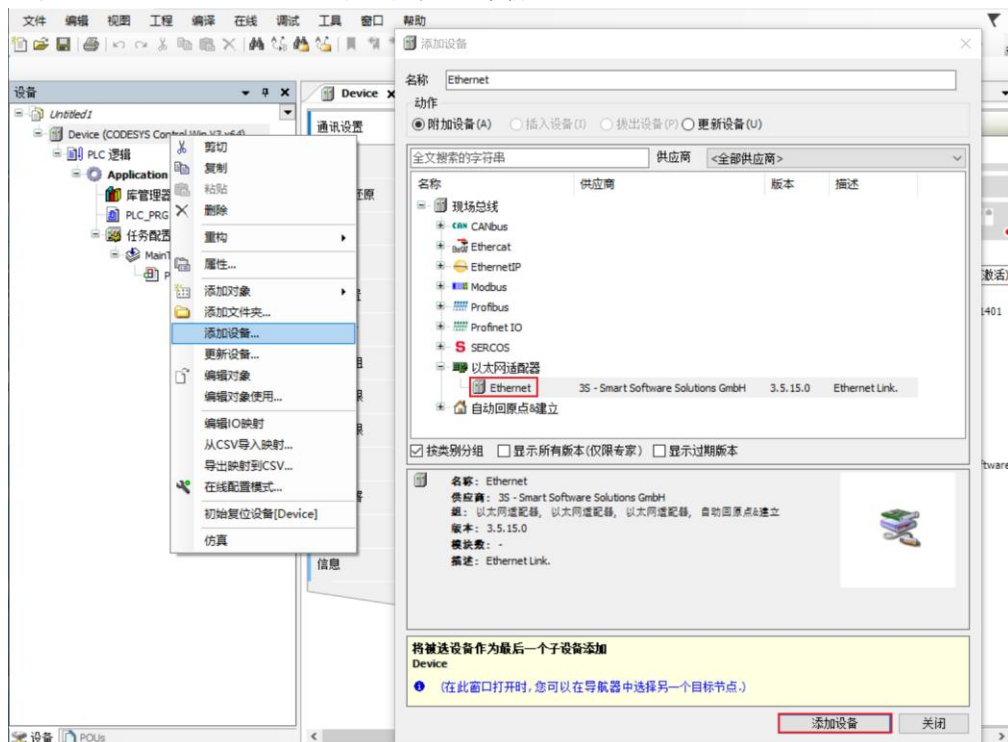 文件 编辑 视图 工程 编译 在线 调试 工具 窗口 帮助
设备
Untitled1
Device (CODESYS Control Win V3 x64)
PLC 逻辑
Application
库管理器
PLC_PRG
任务配置
MainT
剪切
复制
粘贴
删除
重构
属性...
添加对象
添加文件夹...
添加设备...
更新设备...
编辑对象
编辑对象使用...
编辑IO映射
从CSV导入映射...
导出映射到CSV...
在线配置模式...
初始复位设备[Device]
仿真
设备 POUs
Device
通讯设置
还原
信息
添加设备
名称 Ethernet
动作
附加设备(A) 插入设备(I) 拔出设备(P) 更新设备(U)
全文搜索的字符串 供应商 <全部供应商>
名称 供应商 版本 描述
现场总线
CAN CANbus
Ethercat
EthernetIP
Modbus
Profibus
Profinet IO
SERCOS
以太网适配器
Ethernet 3S - Smart Software Solutions GmbH 3.5.15.0 Ethernet Link.
自动回原点&建立
按类别分组 显示所有版本(仅限专家) 显示过期版本
名称: Ethernet
供应商: 3S - Smart Software Solutions GmbH
组: 以太网适配器, 以太网适配器, 以太网适配器, 自动回原点&建立
版本: 3.5.15.0
模块数: -
描述: Ethernet Link.
将被选设备作为最后一个子设备添加
Device
(在此窗口打开时,您可以在导航器中选择另一个目标节点.)
添加设备 关闭
激活)
1401
ftware